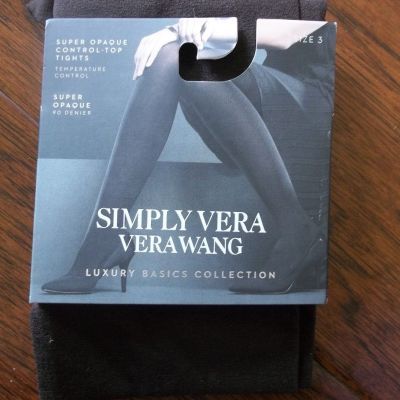 SUPER OPAQUE
CONTROL-TOP
TIGHTS
TEMPERATURE
CONTROL
SUPER
OPAQUE
90 DENIER
IZE 3
SIMPLY VERA
VERA WANG
LUXURY BASICS COLLECTION